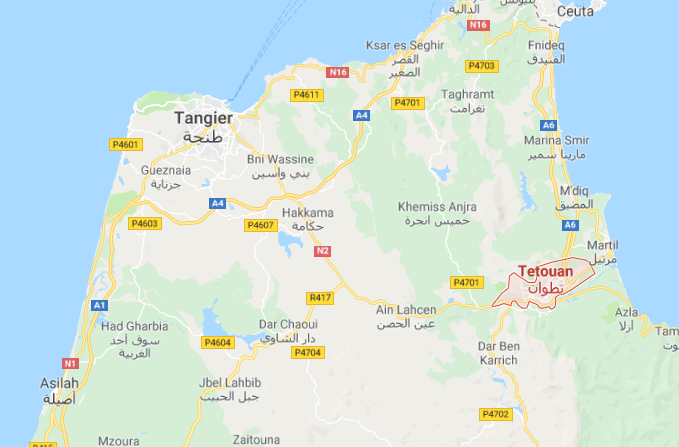 الدالية
Ceuta
N16
Ksar es Seghir
القصر
الصغير
Fnideq
الفنيدق
N16
P4703
P4611
P4701
Taghramt
تغرامت
A4
Tangier
طنجة
A6
P4601
Marina Smir
مارينا سمير
Bni Wassine
بني واسين
Gueznaia
جزناية
M'diq
المضيق
A4
Khemiss Anjra
خميس انجرة
Hakkama
حكامة
P4603
P4607
A6
Martil
مرتيل
N2
Tetouan
تطوان
P4701
R417
A1
Ain Lahcen
عين الحصن
Azla
أزلا
Had Gharbia
سوق أحد
الغربية
Dar Chaoui
دار الشاوي
P4604
P4704
Dar Ben
Karrich
N1
Asilah
أصيلة
Jbel Lahbib
جبل الحبيب
P4702
Mzoura
Zaitouna